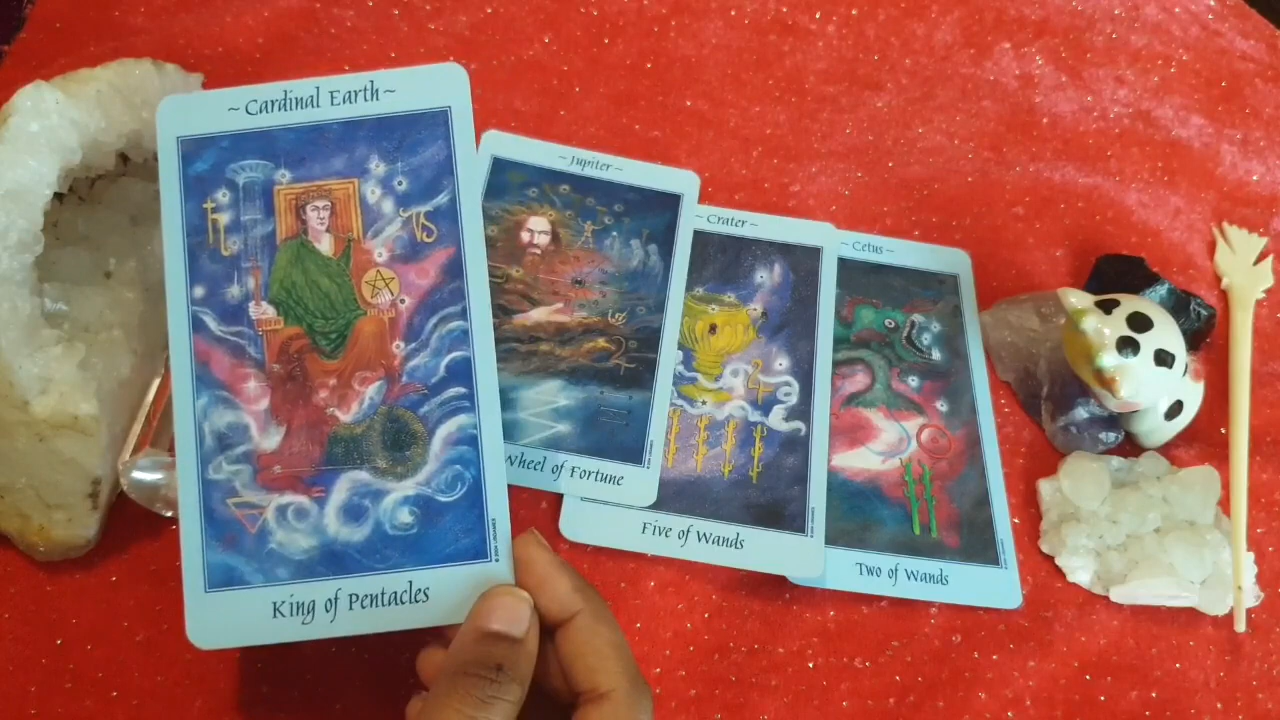 ~ Cardinal Earth ~
King of Pentacles
~ Jupiter ~
Wheel of Fortune
~ Crater ~
Five of Wands
~ Cetus ~
Two of Wands